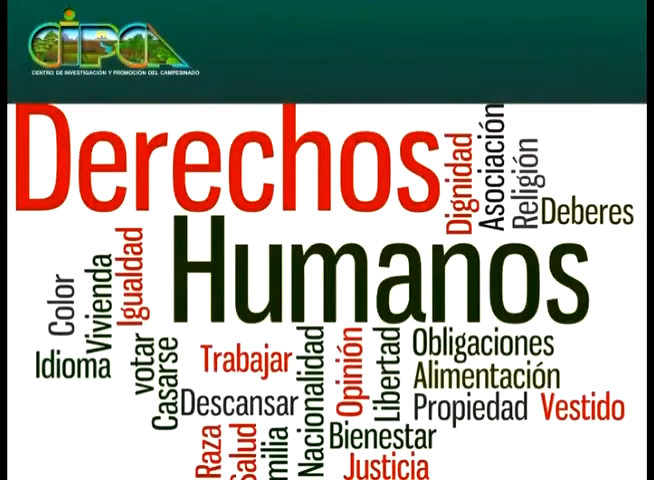 CIPCA
CENTRO DE INVESTIGACIÓN Y PROMOCIÓN DEL CAMPESINADO
Derechos
Humanos
Dignidad
Asociación
Religión
Deberes
Color
Vivienda
Igualdad
Idioma
votar
Casarse
Trabajar
Descansar
Nacionalidad
Opinión
Libertad
Obligaciones
Alimentación
Propiedad
Vestido
Raza
Salud
milia
Bienestar
Justicia